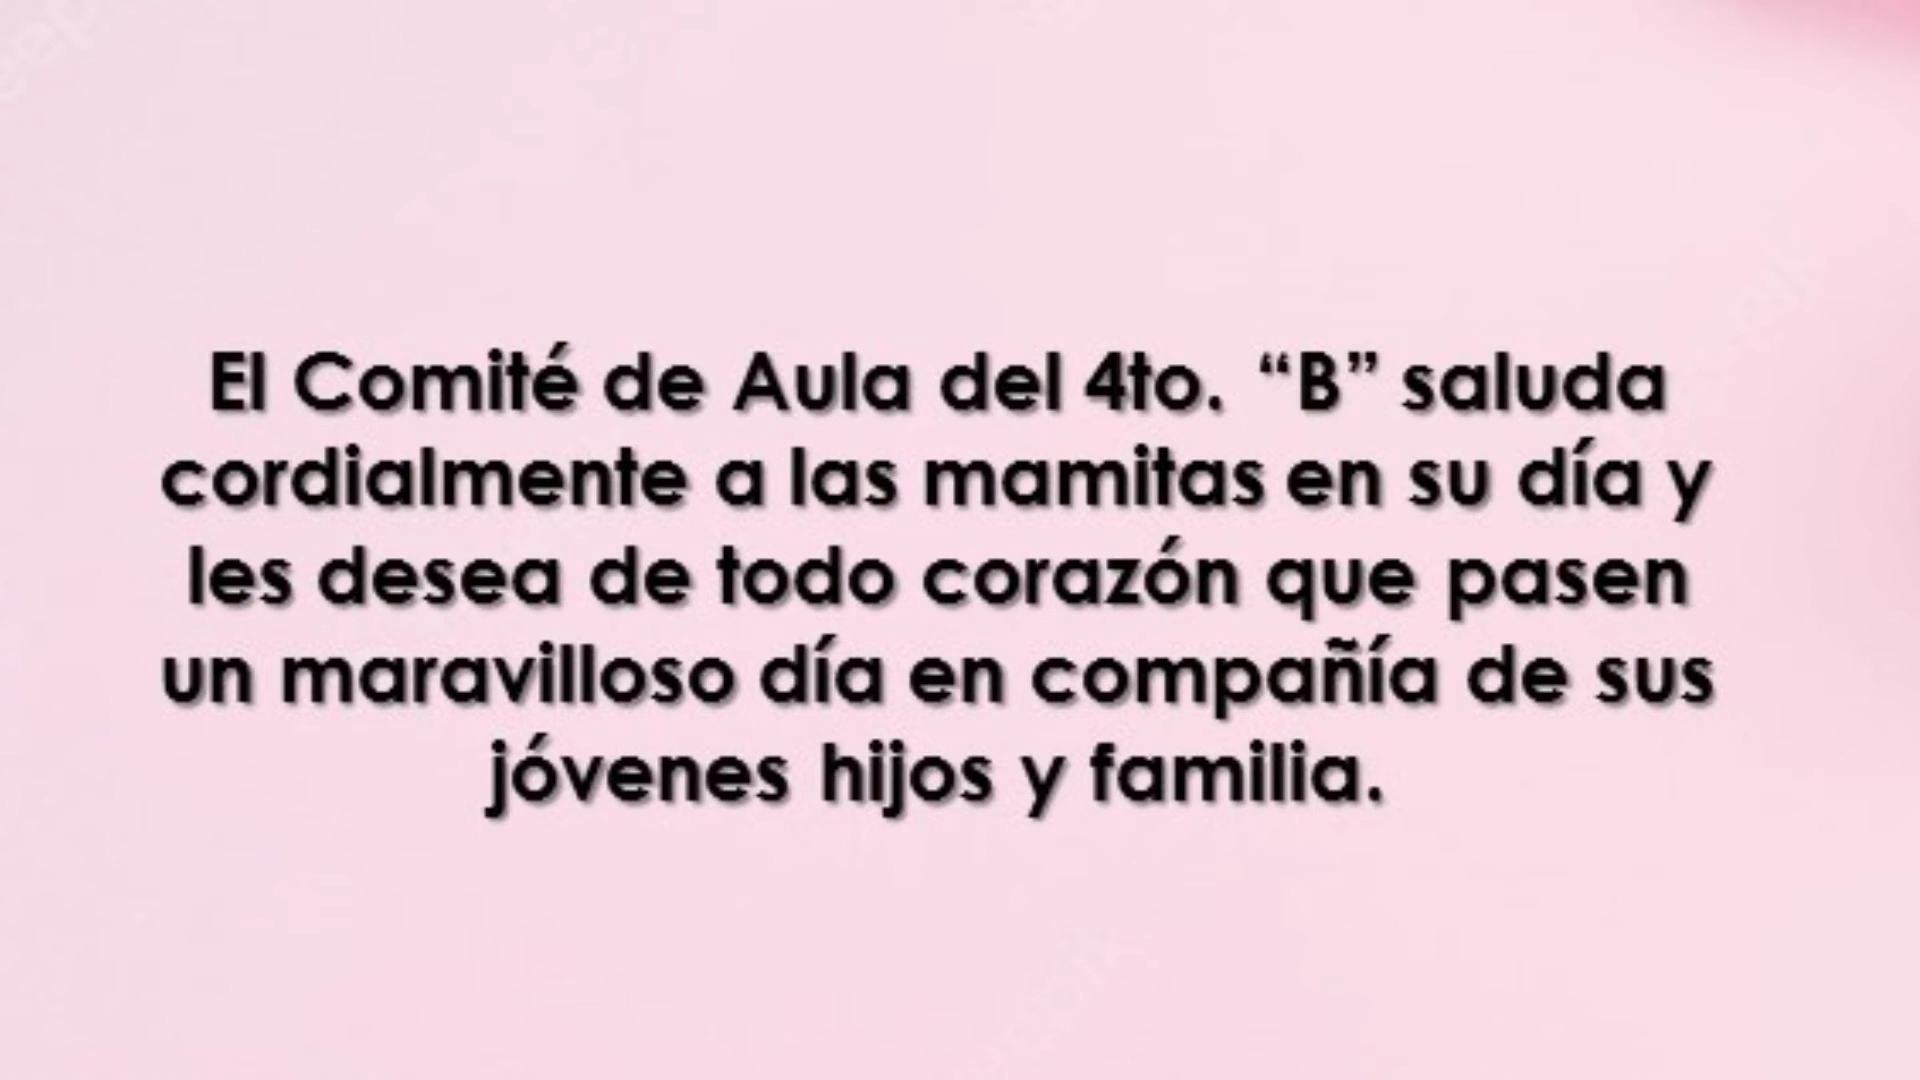 El Comité de Aula del 4to. “B” saluda
cordialmente a las mamitas en su día y
les desea de todo corazón que pasen
un maravilloso día en compañía de sus
jóvenes hijos y familia.